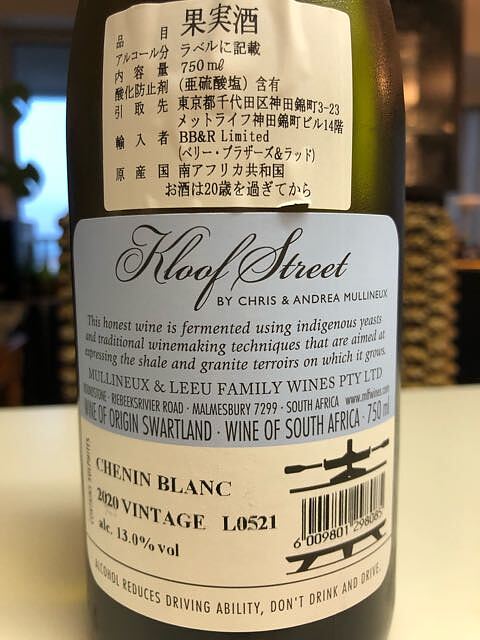 品 目 果実酒
アルコール分 ラベルに記載
内 容 量 750㎖
酸化防止剤 (亜硫酸塩) 含有
引 取 先 東京都千代田区神田錦町3-23
メットライフ神田錦町ビル14階
輸 入 者 BB&R Limited
(ベリー・ブラザーズ&ラッド)
原 産 国 南アフリカ共和国
お酒は20歳を過ぎてから
Kloof Street
BY CHRIS & ANDREA MULLINEUX
This honest wine is fermented using indigenous yeasts
and traditional winemaking techniques that are aimed at
expressing the shale and granite terroirs on which it grows.
MULLINEUX & LEEU FAMILY WINES PTY LTD
ROUNDSTONE · RIEBEEKSRIVIER ROAD · MALMESBURY 7299 · SOUTH AFRICA www.mlfwines.com
WINE OF ORIGIN SWARTLAND · WINE OF SOUTH AFRICA · 750 ml
CONTAINS SULPHITES
CHENIN BLANC
2020 VINTAGE L0521
alc. 13.0% vol
6 009801 298085
ALCOHOL REDUCES DRIVING ABILITY, DON'T DRINK AND DRIVE.